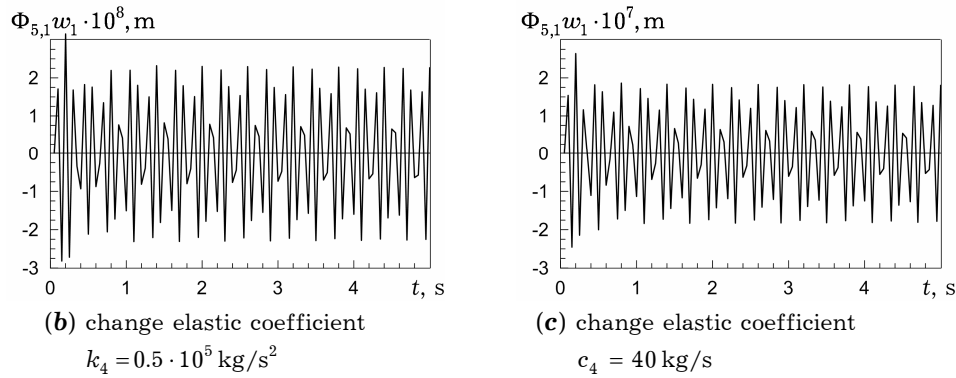 Φ5,1w1·10^8, m
2
1
0
-1
-2
-3
0 1 2 3 4 t, s
(b) change elastic coefficient
k4 = 0.5 · 10^5 kg/s^2
Φ5,1w1·10^7, m
2
1
0
-1
-2
-3
0 1 2 3 4 t, s
(c) change elastic coefficient
c4 = 40 kg/s